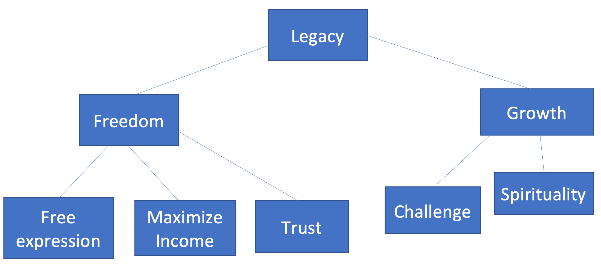 Legacy
Freedom
Growth
Free
expression
Maximize
Income
Trust
Challenge
Spirituality